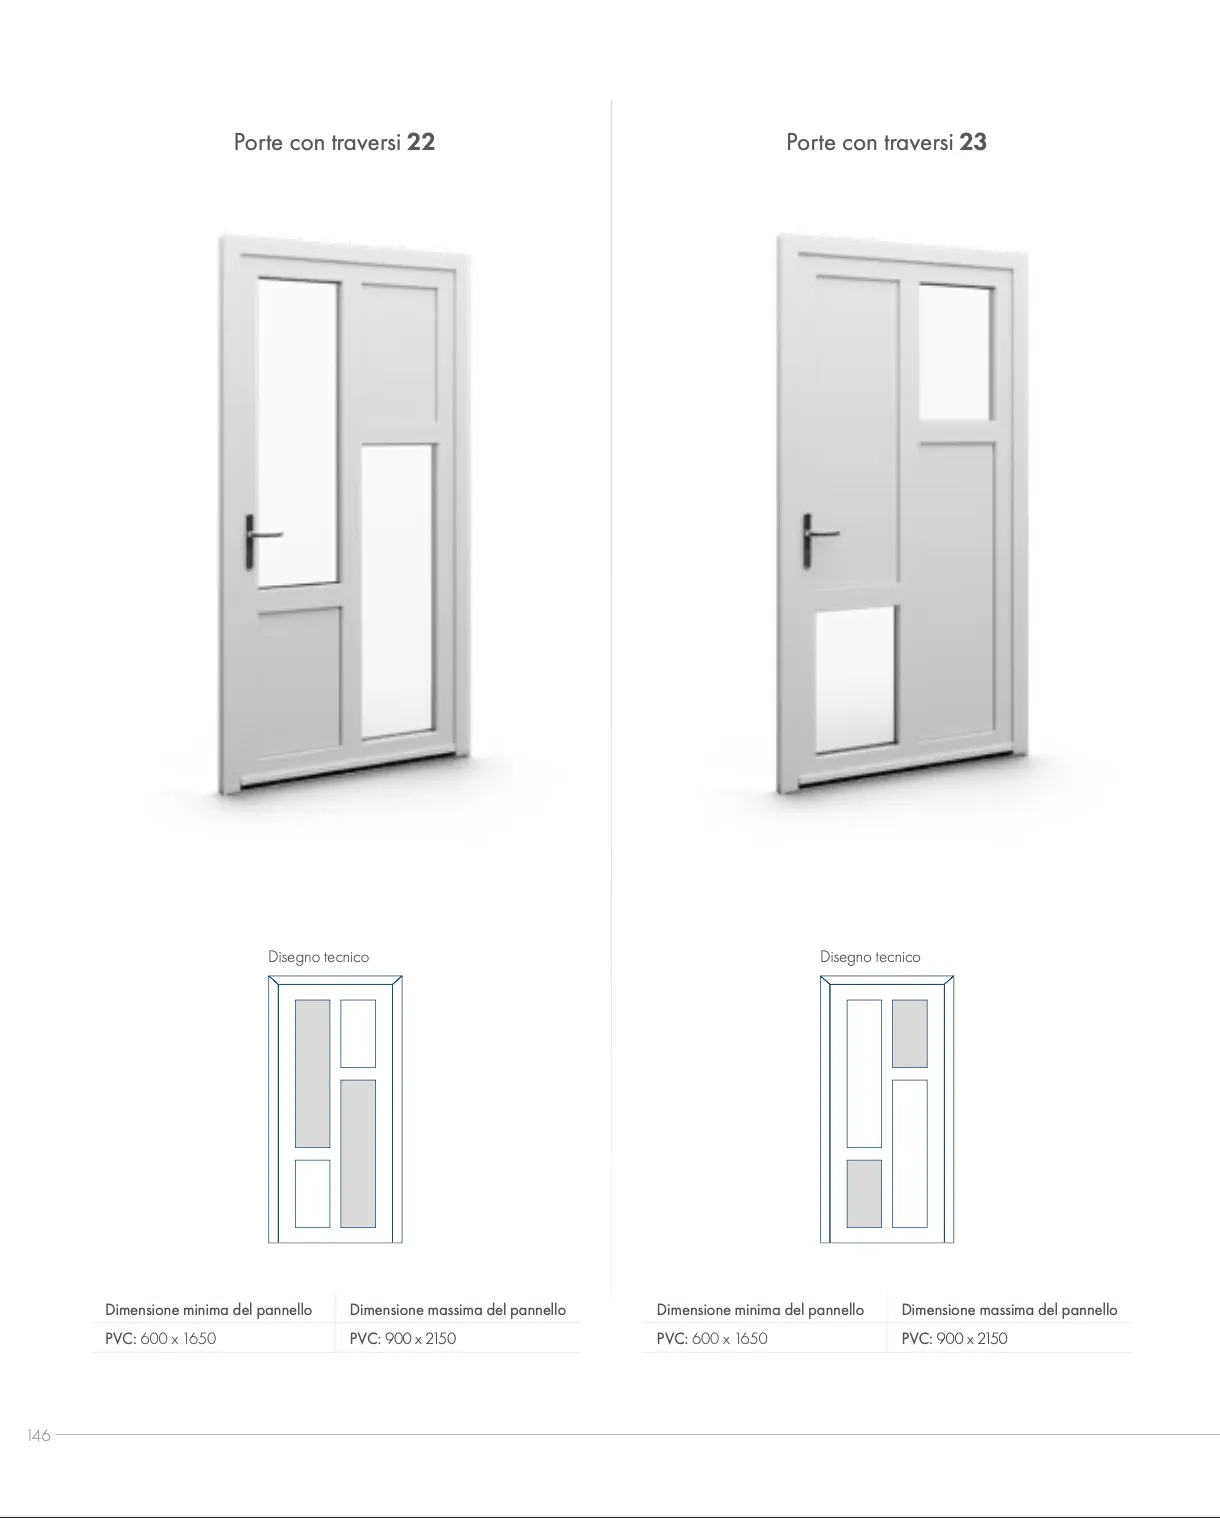 Porte con traversi 22
Porte con traversi 23
Disegno tecnico
Disegno tecnico
Dimensione minima del pannello
Dimensione massima del pannello
PVC: 600 x 1650
PVC: 900 x 2150
Dimensione minima del pannello
Dimensione massima del pannello
PVC: 600 x 1650
PVC: 900 x 2150
146